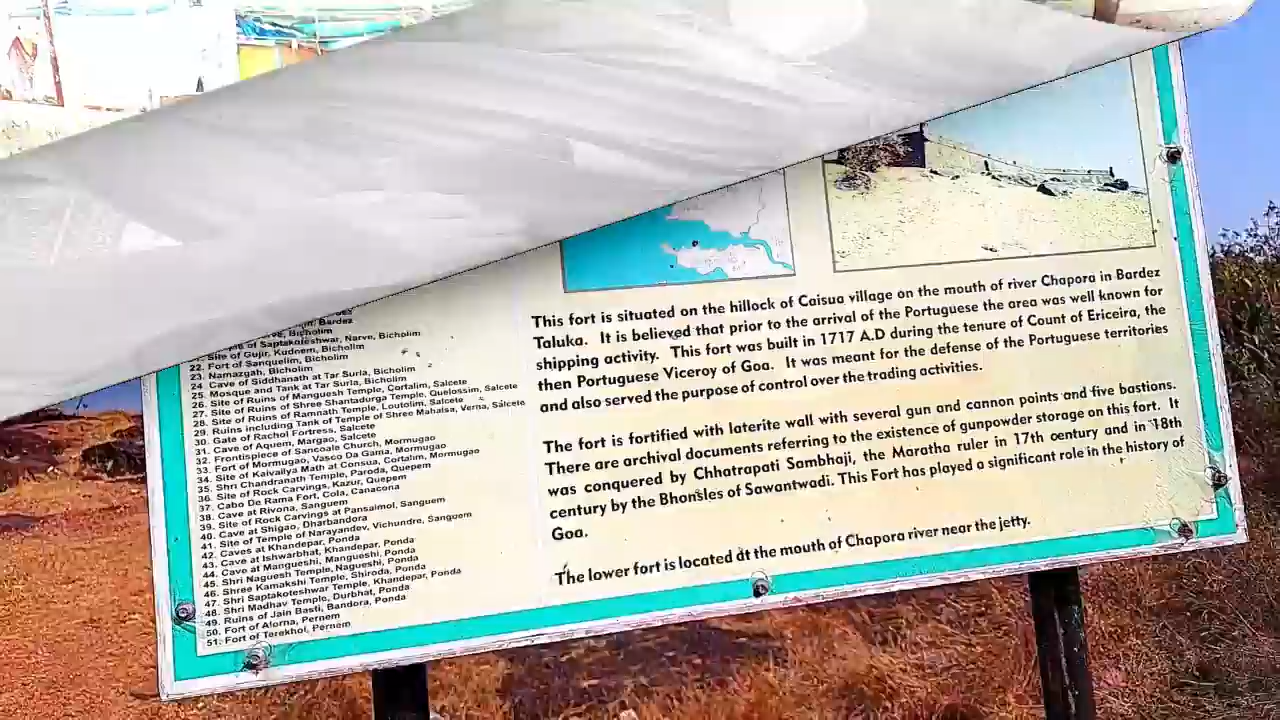 Bardez
Bicholim
of Saptakoteshwar, Narve, Bicholim
Site of Gujir, Kudnem, Bicholim
22. Fort of Sanquelim, Bicholim
23. Namazgah, Bicholim
24. Cave of Siddhanath at Tar Surla, Bicholim
25. Mosque and Tank at Tar Surla, Bicholim
26. Site of Ruins of Manguesh Temple, Cortalim, Salcete
27. Site of Ruins of Shree Shantadurga Temple, Quelossim, Salcete
28. Site of Ruins of Ramnath Temple, Loutolim, Salcete
29. Ruins including Tank of Temple of Shree Mahalsa, Verna, Salcete
30. Gate of Rachol Fortress, Salcete
31. Cave of Aquem, Margao, Salcete
32. Frontispiece of Sancoale Church, Mormugao
33. Fort of Mormugao, Vasco Da Gama, Mormugao
34. Site of Kaivallya Math at Consua, Cortalim, Mormugao
35. Shri Chandranath Temple, Paroda, Quepem
36. Site of Rock Carvings, Kazur, Quepem
37. Cabo De Rama Fort, Cola, Canacona
38. Cave at Rivona, Sanguem
39. Site of Rock Carvings at Pansaimol, Sanguem
40. Cave at Shigao, Dharbandora
41. Site of Temple of Narayandev, Vichundre, Sanguem
42. Caves at Khandepar, Ponda
43. Cave at Ishwarbhat, Khandepar, Ponda
44. Cave at Mangueshi, Mangueshi, Ponda
45. Shri Naguesh Temple, Nagueshi, Ponda
46. Shree Kamakshi Temple, Shiroda, Ponda
47. Shri Saptakoteshwar Temple, Khandepar, Ponda
48. Shri Madhav Temple, Durbhat, Ponda
49. Ruins of Jain Basti, Bandora, Ponda
50. Fort of Alorna, Pernem
51. Fort of Terekhol, Pernem
This fort is situated on the hillock of Caisua village on the mouth of river Chapora in Bardez
Taluka. It is believed that prior to the arrival of the Portuguese the area was well known for
shipping activity. This fort was built in 1717 A.D during the tenure of Count of Ericeira, the
then Portuguese Viceroy of Goa. It was meant for the defense of the Portuguese territories
and also served the purpose of control over the trading activities.
The fort is fortified with laterite wall with several gun and cannon points and five bastions.
There are archival documents referring to the existence of gunpowder storage on this fort. It
was conquered by Chhatrapati Sambhaji, the Maratha ruler in 17th century and in 18th
century by the Bhonsles of Sawantwadi. This Fort has played a significant role in the history of
Goa.
The lower fort is located at the mouth of Chapora river near the jetty.